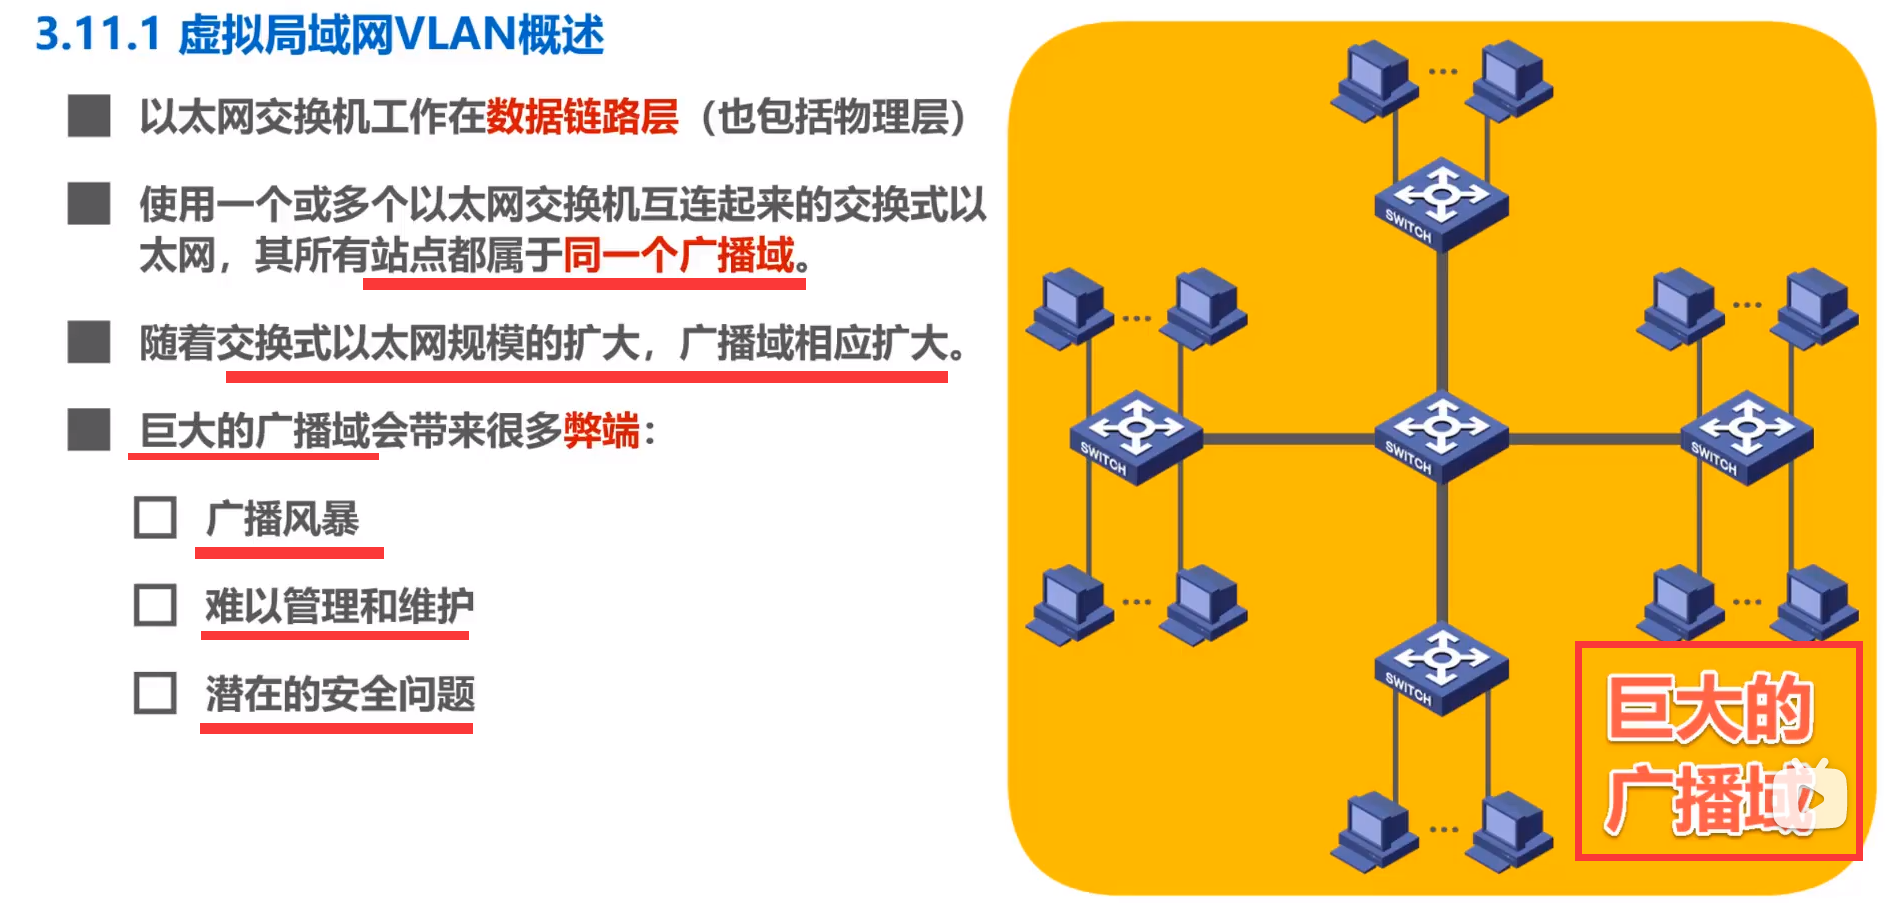 3.11.1 虚拟局域网VLAN概述
以太网交换机工作在数据链路层（也包括物理层）
使用一个或多个以太网交换机互连起来的交换式以
太网，其所有站点都属于同一个广播域。
随着交换式以太网规模的扩大，广播域相应扩大。
巨大的广播域会带来很多弊端：
广播风暴
难以管理和维护
潜在的安全问题
SWITCH
SWITCH
SWITCH
SWITCH
SWITCH
巨大的
广播域